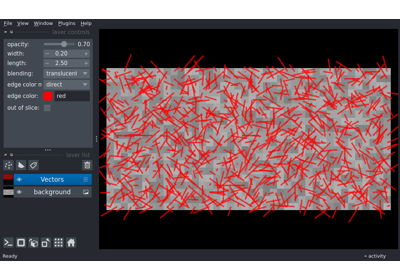 File View Window Plugins Help
layer controls
opacity: 0.70
width: 0.20
length: 2.50
blending: translucent
edge color m direct
edge color: red
out of slice:
layer list
Vectors
background
Ready
activity